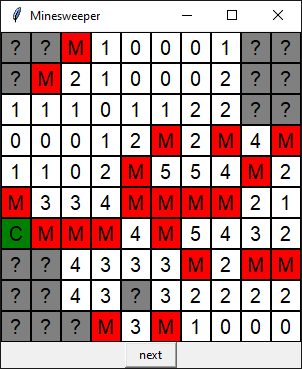 Minesweeper
? ? M 1 0 0 0 1 ? ?
? M 2 1 0 0 0 2 ? ?
1 1 1 0 1 1 2 2 ? ?
0 0 0 1 2 M 2 M 4 M
1 1 0 2 M 5 5 4 M 2
M 3 3 4 M M M M 2 1
C M M M 4 M 5 4 3 2
? ? 4 3 3 3 M 2 M M
? ? 4 3 ? 3 2 2 2 2
? ? ? M 3 M 1 0 0 0
next